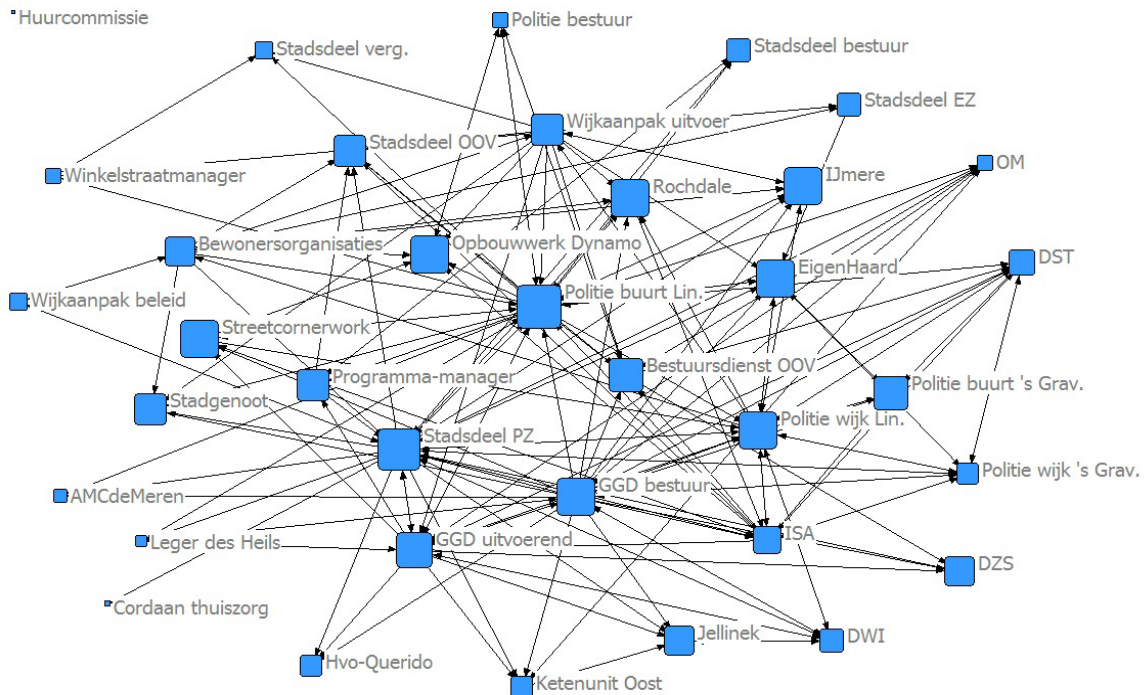 Huurcommissie
Politie bestuur
Stadsdeel verg.
Stadsdeel bestuur
Stadsdeel EZ
Wijkaanpak uitvoer
Stadsdeel OOV
OM
Winkelstraatmanager
Rochdale
IJmere
Bewonersorganisaties
Opbouwwerk Dynamo
EigenHaard
DST
Wijkaanpak beleid
Politie buurt Lin.
Streetcornerwork
Bestuursdienst OOV
Programma-manager
Politie buurt 's Grav.
Stadgenoot
Politie wijk Lin.
Stadsdeel PZ
Politie wijk 's Grav.
GGD bestuur
AMCdeMeren
Leger des Heils
GGD uitvoerend
ISA
DZS
Cordaan thuiszorg
Jellinek
DWI
Hvo-Querido
Ketenunit Oost